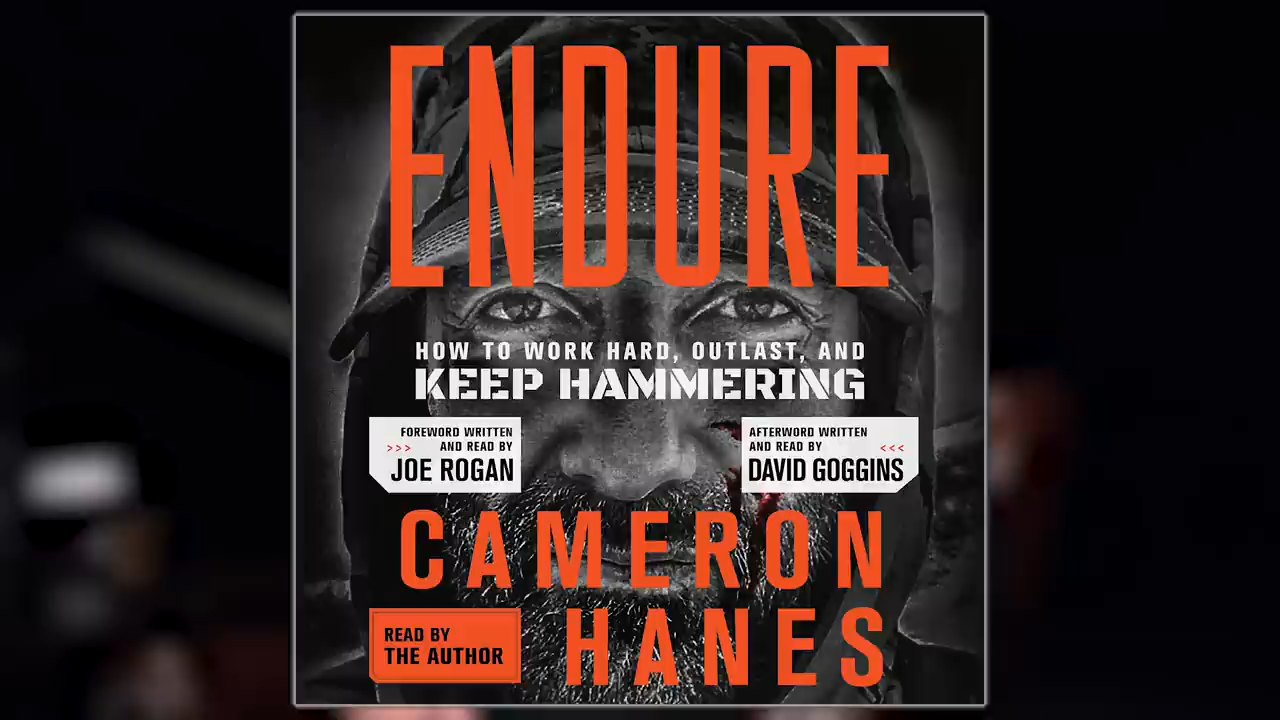 ENDURE
HOW TO WORK HARD, OUTLAST, AND
KEEP HAMMERING
FOREWORD WRITTEN
>>> AND READ BY
JOE ROGAN
AFTERWORD WRITTEN
AND READ BY <<<
DAVID GOGGINS
CAMERON
HANES
READ BY
THE AUTHOR